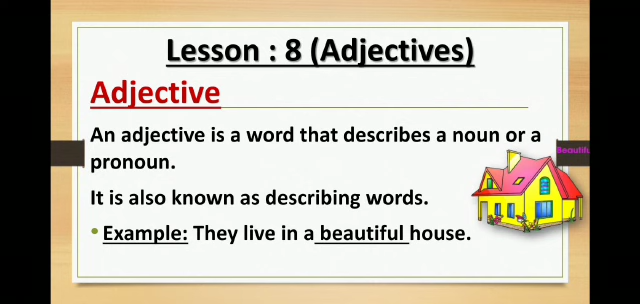 Lesson : 8 (Adjectives)
Adjective
An adjective is a word that describes a noun or a
pronoun.
It is also known as describing words.
• Example: They live in a beautiful house.